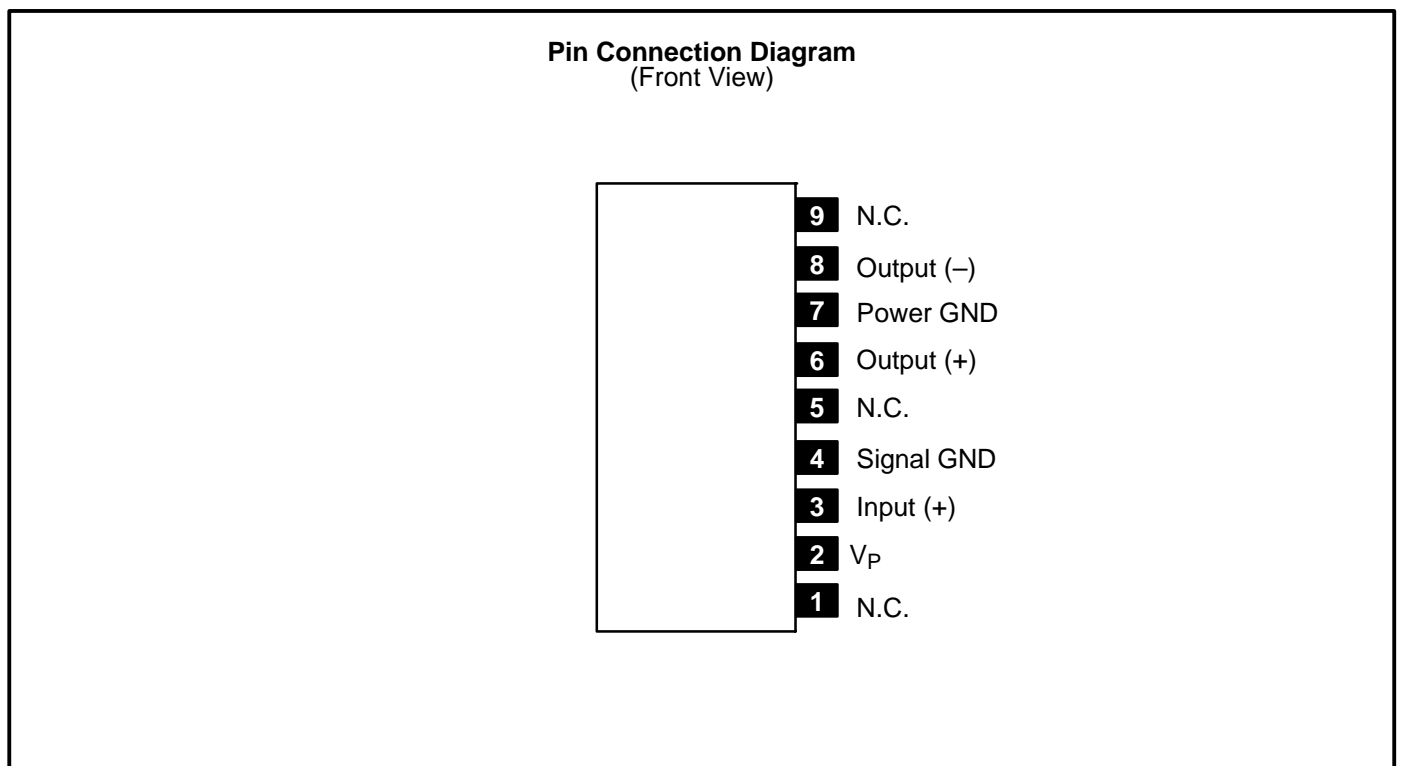 Pin Connection Diagram
(Front View)
9 N.C.
8 Output (–)
7 Power GND
6 Output (+)
5 N.C.
4 Signal GND
3 Input (+)
2 VP
1 N.C.